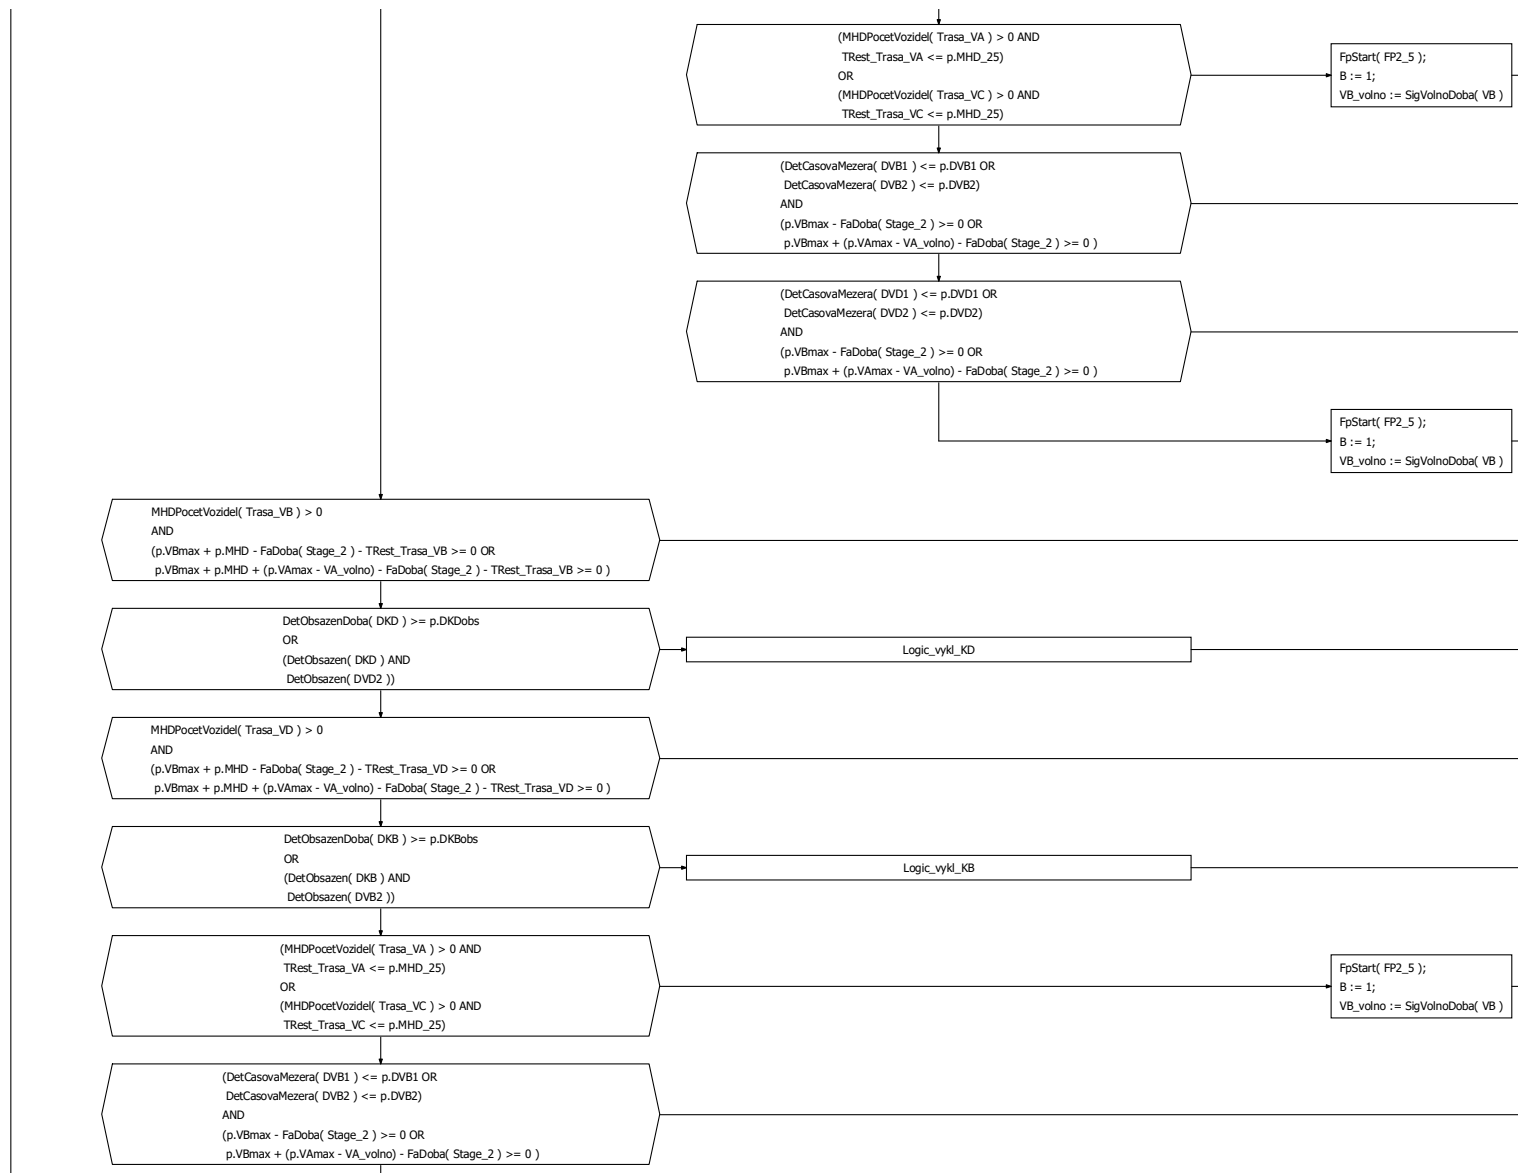 (MHDPocetVozidel( Trasa_VA ) > 0 AND
TRest_Trasa_VA <= p.MHD_25)
OR
(MHDPocetVozidel( Trasa_VC ) > 0 AND
TRest_Trasa_VC <= p.MHD_25)
FpStart( FP2_5 );
B := 1;
VB_volno := SigVolnoDoba( VB )
(DetCasovaMezera( DVB1 ) <= p.DVB1 OR
DetCasovaMezera( DVB2 ) <= p.DVB2)
AND
(p.VBmax - FaDoba( Stage_2 ) >= 0 OR
p.VBmax + (p.VAmax - VA_volno) - FaDoba( Stage_2 ) >= 0 )
(DetCasovaMezera( DVD1 ) <= p.DVD1 OR
DetCasovaMezera( DVD2 ) <= p.DVD2)
AND
(p.VBmax - FaDoba( Stage_2 ) >= 0 OR
p.VBmax + (p.VAmax - VA_volno) - FaDoba( Stage_2 ) >= 0 )
FpStart( FP2_5 );
B := 1;
VB_volno := SigVolnoDoba( VB )
MHDPocetVozidel( Trasa_VB ) > 0
AND
(p.VBmax + p.MHD - FaDoba( Stage_2 ) - TRest_Trasa_VB >= 0 OR
p.VBmax + p.MHD + (p.VAmax - VA_volno) - FaDoba( Stage_2 ) - TRest_Trasa_VB >= 0 )
DetObsazenDoba( DKD ) >= p.DKDobs
OR
(DetObsazen( DKD ) AND
DetObsazen( DVD2 ))
Logic_vykl_KD
MHDPocetVozidel( Trasa_VD ) > 0
AND
(p.VBmax + p.MHD - FaDoba( Stage_2 ) - TRest_Trasa_VD >= 0 OR
p.VBmax + p.MHD + (p.VAmax - VA_volno) - FaDoba( Stage_2 ) - TRest_Trasa_VD >= 0 )
DetObsazenDoba( DKB ) >= p.DKBobs
OR
(DetObsazen( DKB ) AND
DetObsazen( DVB2 ))
Logic_vykl_KB
(MHDPocetVozidel( Trasa_VA ) > 0 AND
TRest_Trasa_VA <= p.MHD_25)
OR
(MHDPocetVozidel( Trasa_VC ) > 0 AND
TRest_Trasa_VC <= p.MHD_25)
FpStart( FP2_5 );
B := 1;
VB_volno := SigVolnoDoba( VB )
(DetCasovaMezera( DVB1 ) <= p.DVB1 OR
DetCasovaMezera( DVB2 ) <= p.DVB2)
AND
(p.VBmax - FaDoba( Stage_2 ) >= 0 OR
p.VBmax + (p.VAmax - VA_volno) - FaDoba( Stage_2 ) >= 0 )